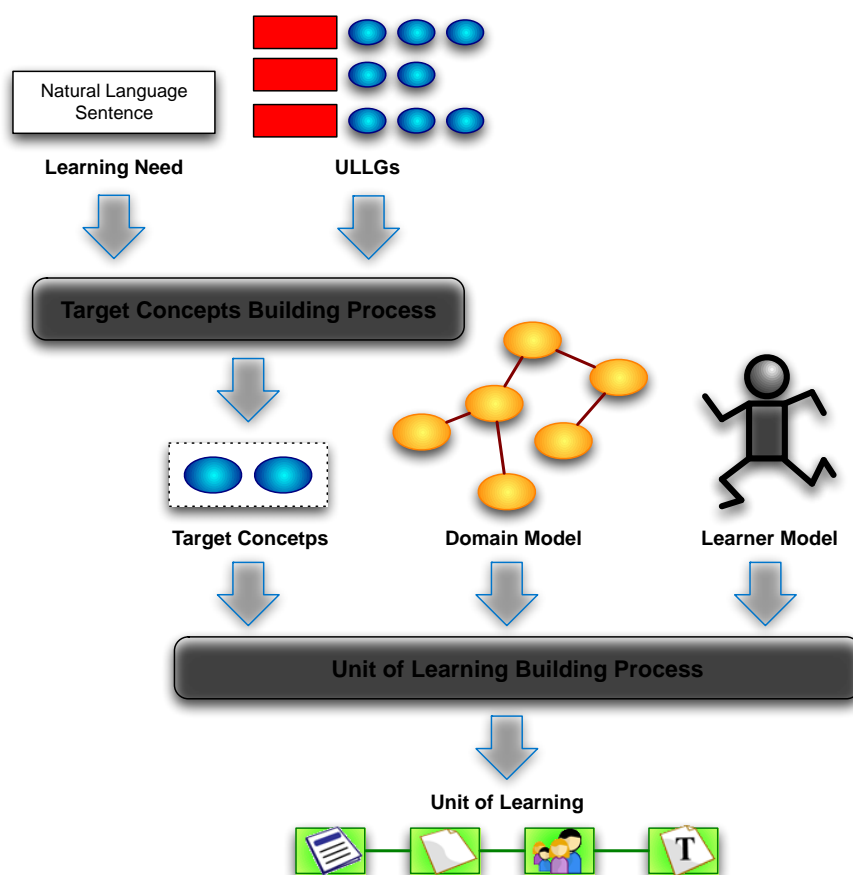 Natural Language
Sentence
Learning Need
ULLGs
Target Concepts Building Process
Target Concetps
Domain Model
Learner Model
Unit of Learning Building Process
Unit of Learning
T